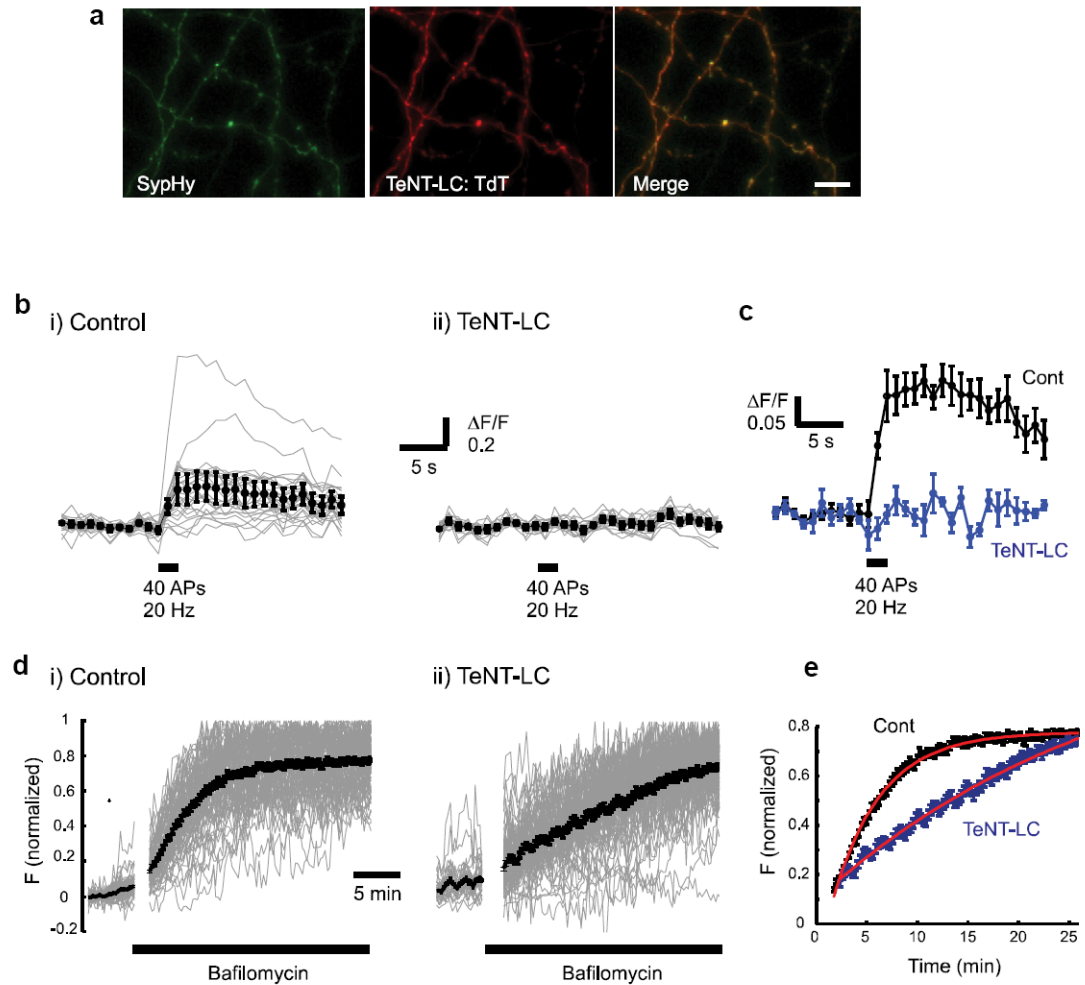 a
SypHy
TeNT-LC: TdT
Merge
b
i) Control
ii) TeNT-LC
ΔF/F
0.2
5 s
40 APs
20 Hz
40 APs
20 Hz
c
ΔF/F
0.05
5 s
Cont
TeNT-LC
40 APs
20 Hz
d
i) Control
ii) TeNT-LC
F (normalized)
1
0.8
0.6
0.4
0.2
0
-0.2
5 min
Bafilomycin
Bafilomycin
e
F (normalized)
0.8
0.6
0.4
0.2
0
Cont
TeNT-LC
0 5 10 15 20 25
Time (min)